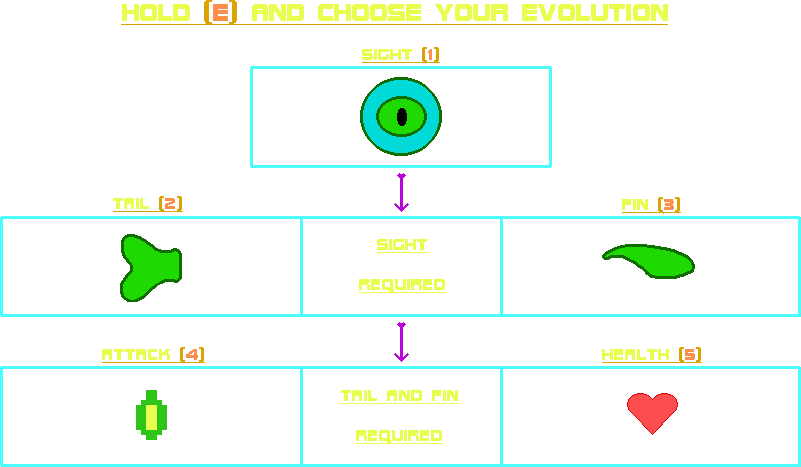 HOLD [E] AND CHOOSE YOUR EVOLUTION
SIGHT [1]
TAIL [2]
FIN [3]
SIGHT
REQUIRED
ATTACK [4]
HEALTH [5]
TAIL AND FIN
REQUIRED